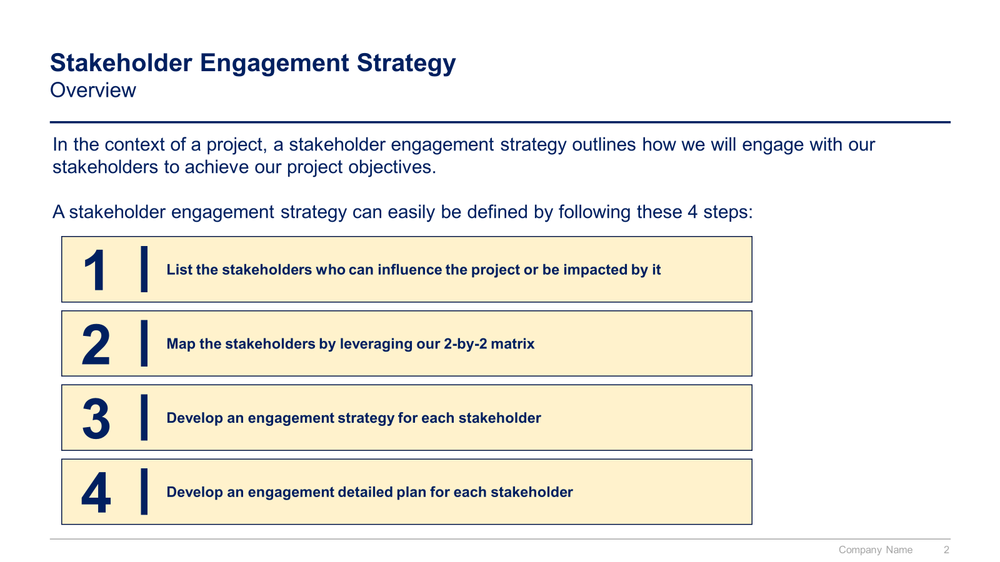 Stakeholder Engagement Strategy
Overview
In the context of a project, a stakeholder engagement strategy outlines how we will engage with our
stakeholders to achieve our project objectives.
A stakeholder engagement strategy can easily be defined by following these 4 steps:
1 List the stakeholders who can influence the project or be impacted by it
2 Map the stakeholders by leveraging our 2-by-2 matrix
3 Develop an engagement strategy for each stakeholder
4 Develop an engagement detailed plan for each stakeholder
Company Name 2